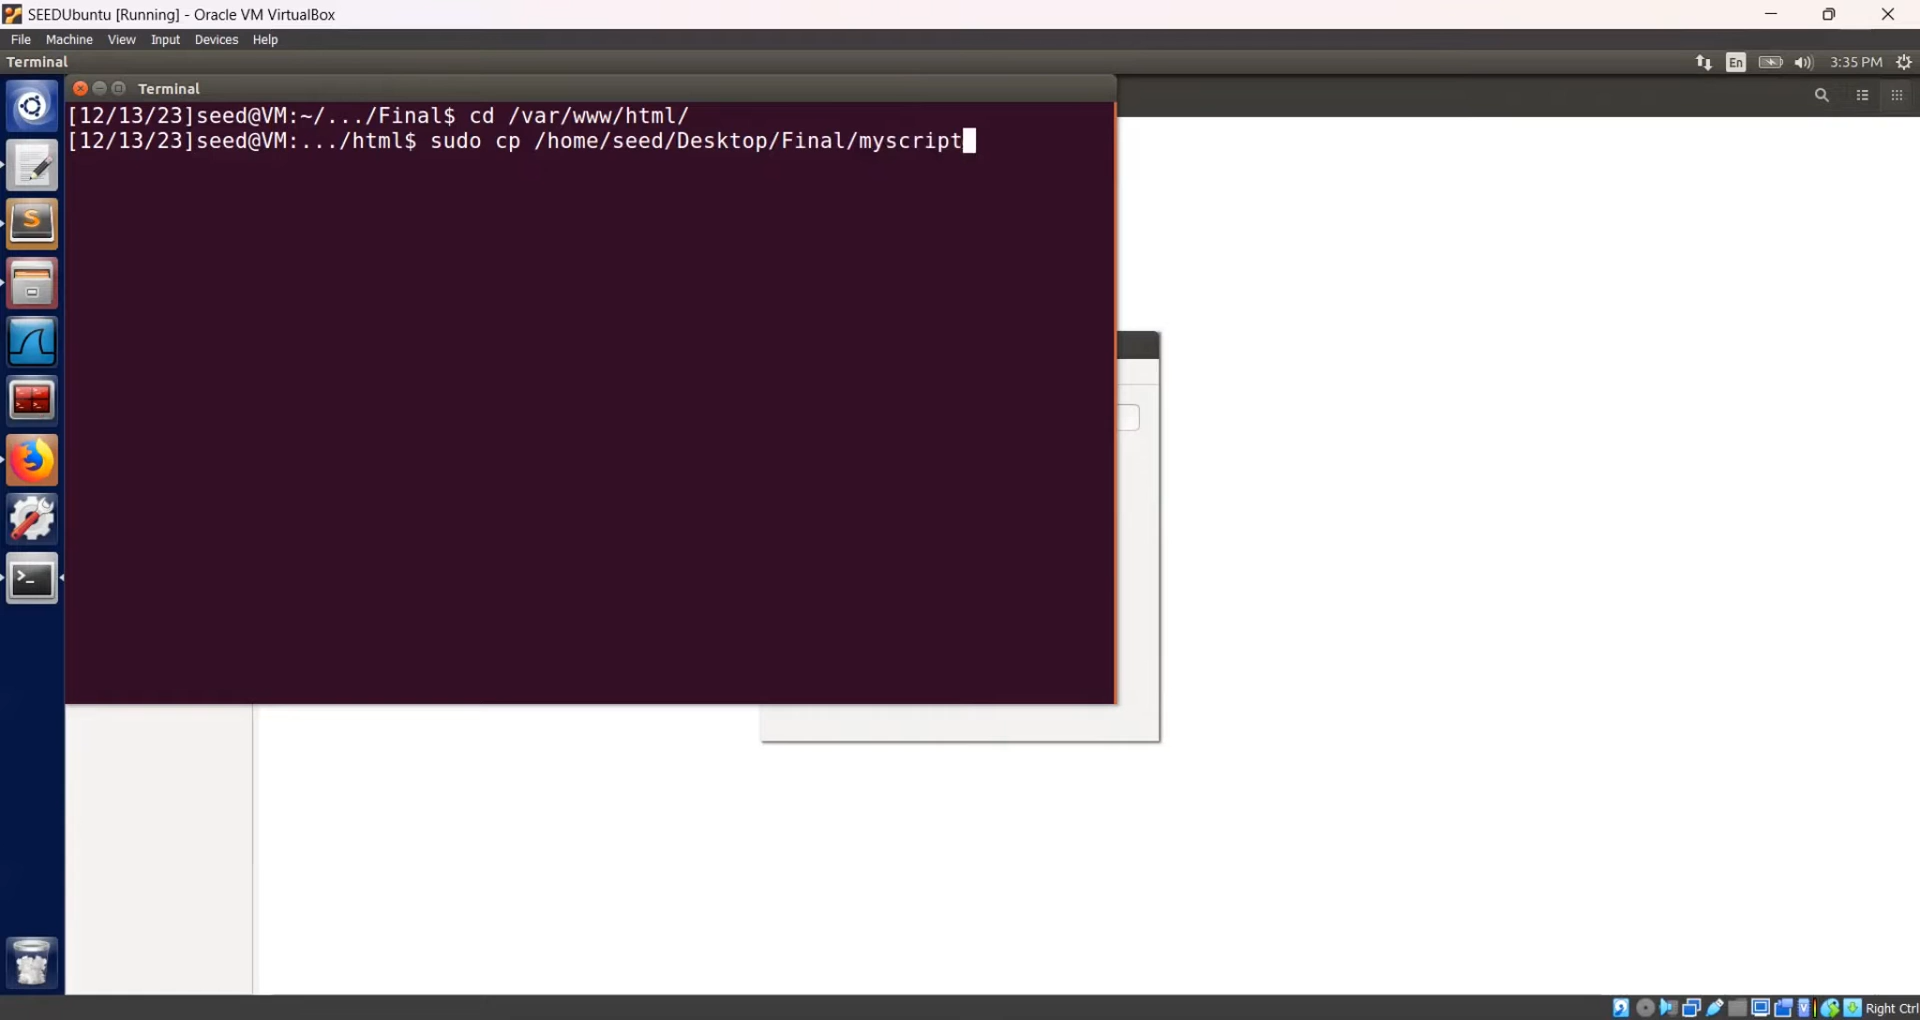 SEEDUbuntu [Running] - Oracle VM VirtualBox
File Machine View Input Devices Help
Terminal
En
3:35 PM
Terminal
[12/13/23]seed@VM:~/.../Final$ cd /var/www/html/
[12/13/23]seed@VM:.../html$ sudo cp /home/seed/Desktop/Final/myscript
Right Ctrl